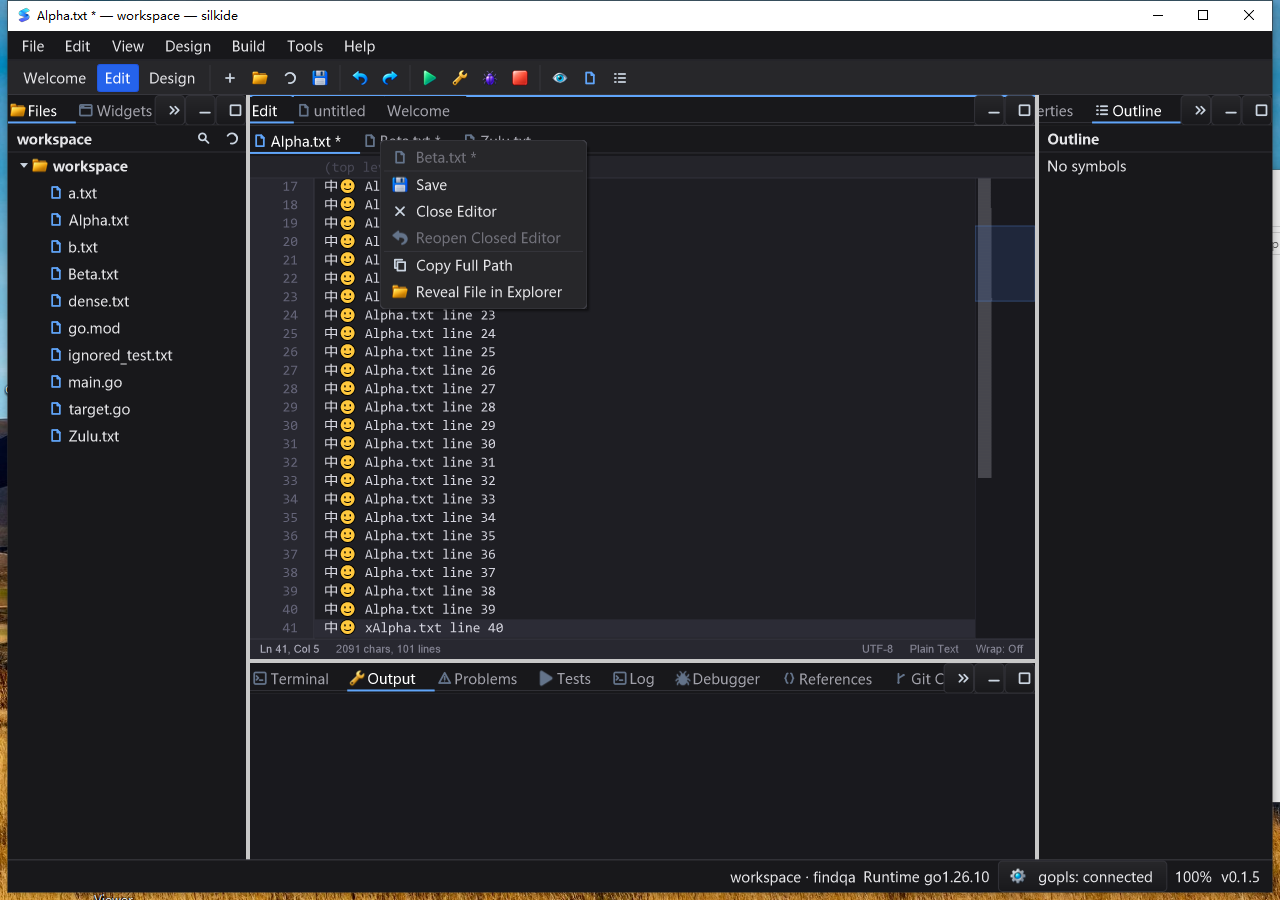 Alpha.txt * — workspace — silkide
File Edit View Design Build Tools Help
Welcome Edit Design
Files Widgets
Edit untitled Welcome
erties Outline
workspace
Alpha.txt * Beta.txt * Zulu.txt
Outline
No symbols
workspace
a.txt
Alpha.txt
b.txt
Beta.txt
dense.txt
go.mod
ignored_test.txt
main.go
target.go
Zulu.txt
(top lev
Beta.txt *
Save
Close Editor
Reopen Closed Editor
Copy Full Path
Reveal File in Explorer
17 中🙂 Al
18 中🙂 Al
19 中🙂 Al
20 中🙂 Al
21 中🙂 Al
22 中🙂 Al
23 中🙂 Al
24 中🙂 Alpha.txt line 23
25 中🙂 Alpha.txt line 24
26 中🙂 Alpha.txt line 25
27 中🙂 Alpha.txt line 26
28 中🙂 Alpha.txt line 27
29 中🙂 Alpha.txt line 28
30 中🙂 Alpha.txt line 29
31 中🙂 Alpha.txt line 30
32 中🙂 Alpha.txt line 31
33 中🙂 Alpha.txt line 32
34 中🙂 Alpha.txt line 33
35 中🙂 Alpha.txt line 34
36 中🙂 Alpha.txt line 35
37 中🙂 Alpha.txt line 36
38 中🙂 Alpha.txt line 37
39 中🙂 Alpha.txt line 38
40 中🙂 Alpha.txt line 39
41 中🙂 xAlpha.txt line 40
Ln 41, Col 5 2091 chars, 101 lines UTF-8 Plain Text Wrap: Off
Terminal Output Problems Tests Log Debugger References Git C
workspace · findqa Runtime go1.26.10 gopls: connected 100% v0.1.5
Viewer